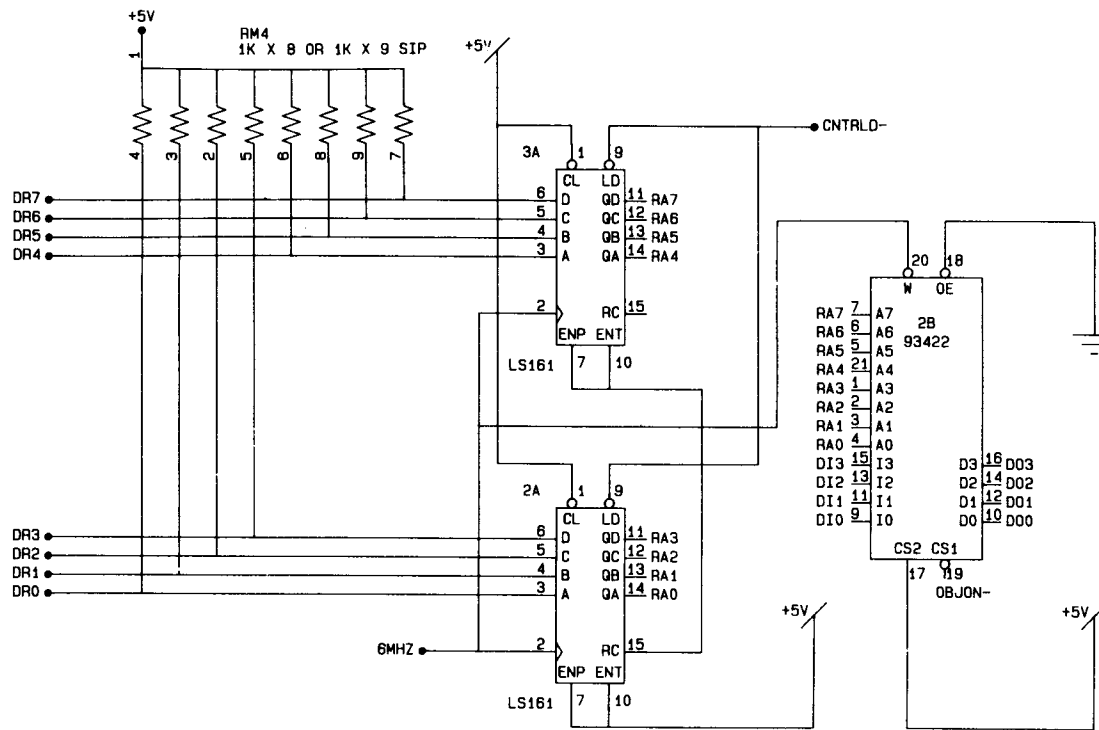 +5V
1
RM4
1K X 8 OR 1K X 9 SIP
4 3 2 5 6 8 9 7
+5V
CNTRLD-
3A 1 9
CL LD
DR7 6 D QD 11 RA7
DR6 5 C QC 12 RA6
DR5 4 B QB 13 RA5
DR4 3 A QA 14 RA4
2 RC 15
ENP ENT
LS161 7 10
20 18
W OE
2B
93422
RA7 7 A7
RA6 6 A6
RA5 5 A5
RA4 21 A4
RA3 1 A3
RA2 2 A2
RA1 3 A1
RA0 4 A0
DI3 15 I3 D3 16 DO3
DI2 13 I2 D2 14 DO2
DI1 11 I1 D1 12 DO1
DI0 9 I0 D0 10 DO0
CS2 CS1
17 19
OBJON-
+5V
2A 1 9
CL LD
DR3 6 D QD 11 RA3
DR2 5 C QC 12 RA2
DR1 4 B QB 13 RA1
DR0 3 A QA 14 RA0
6MHZ 2 RC 15
ENP ENT
LS161 7 10
+5V